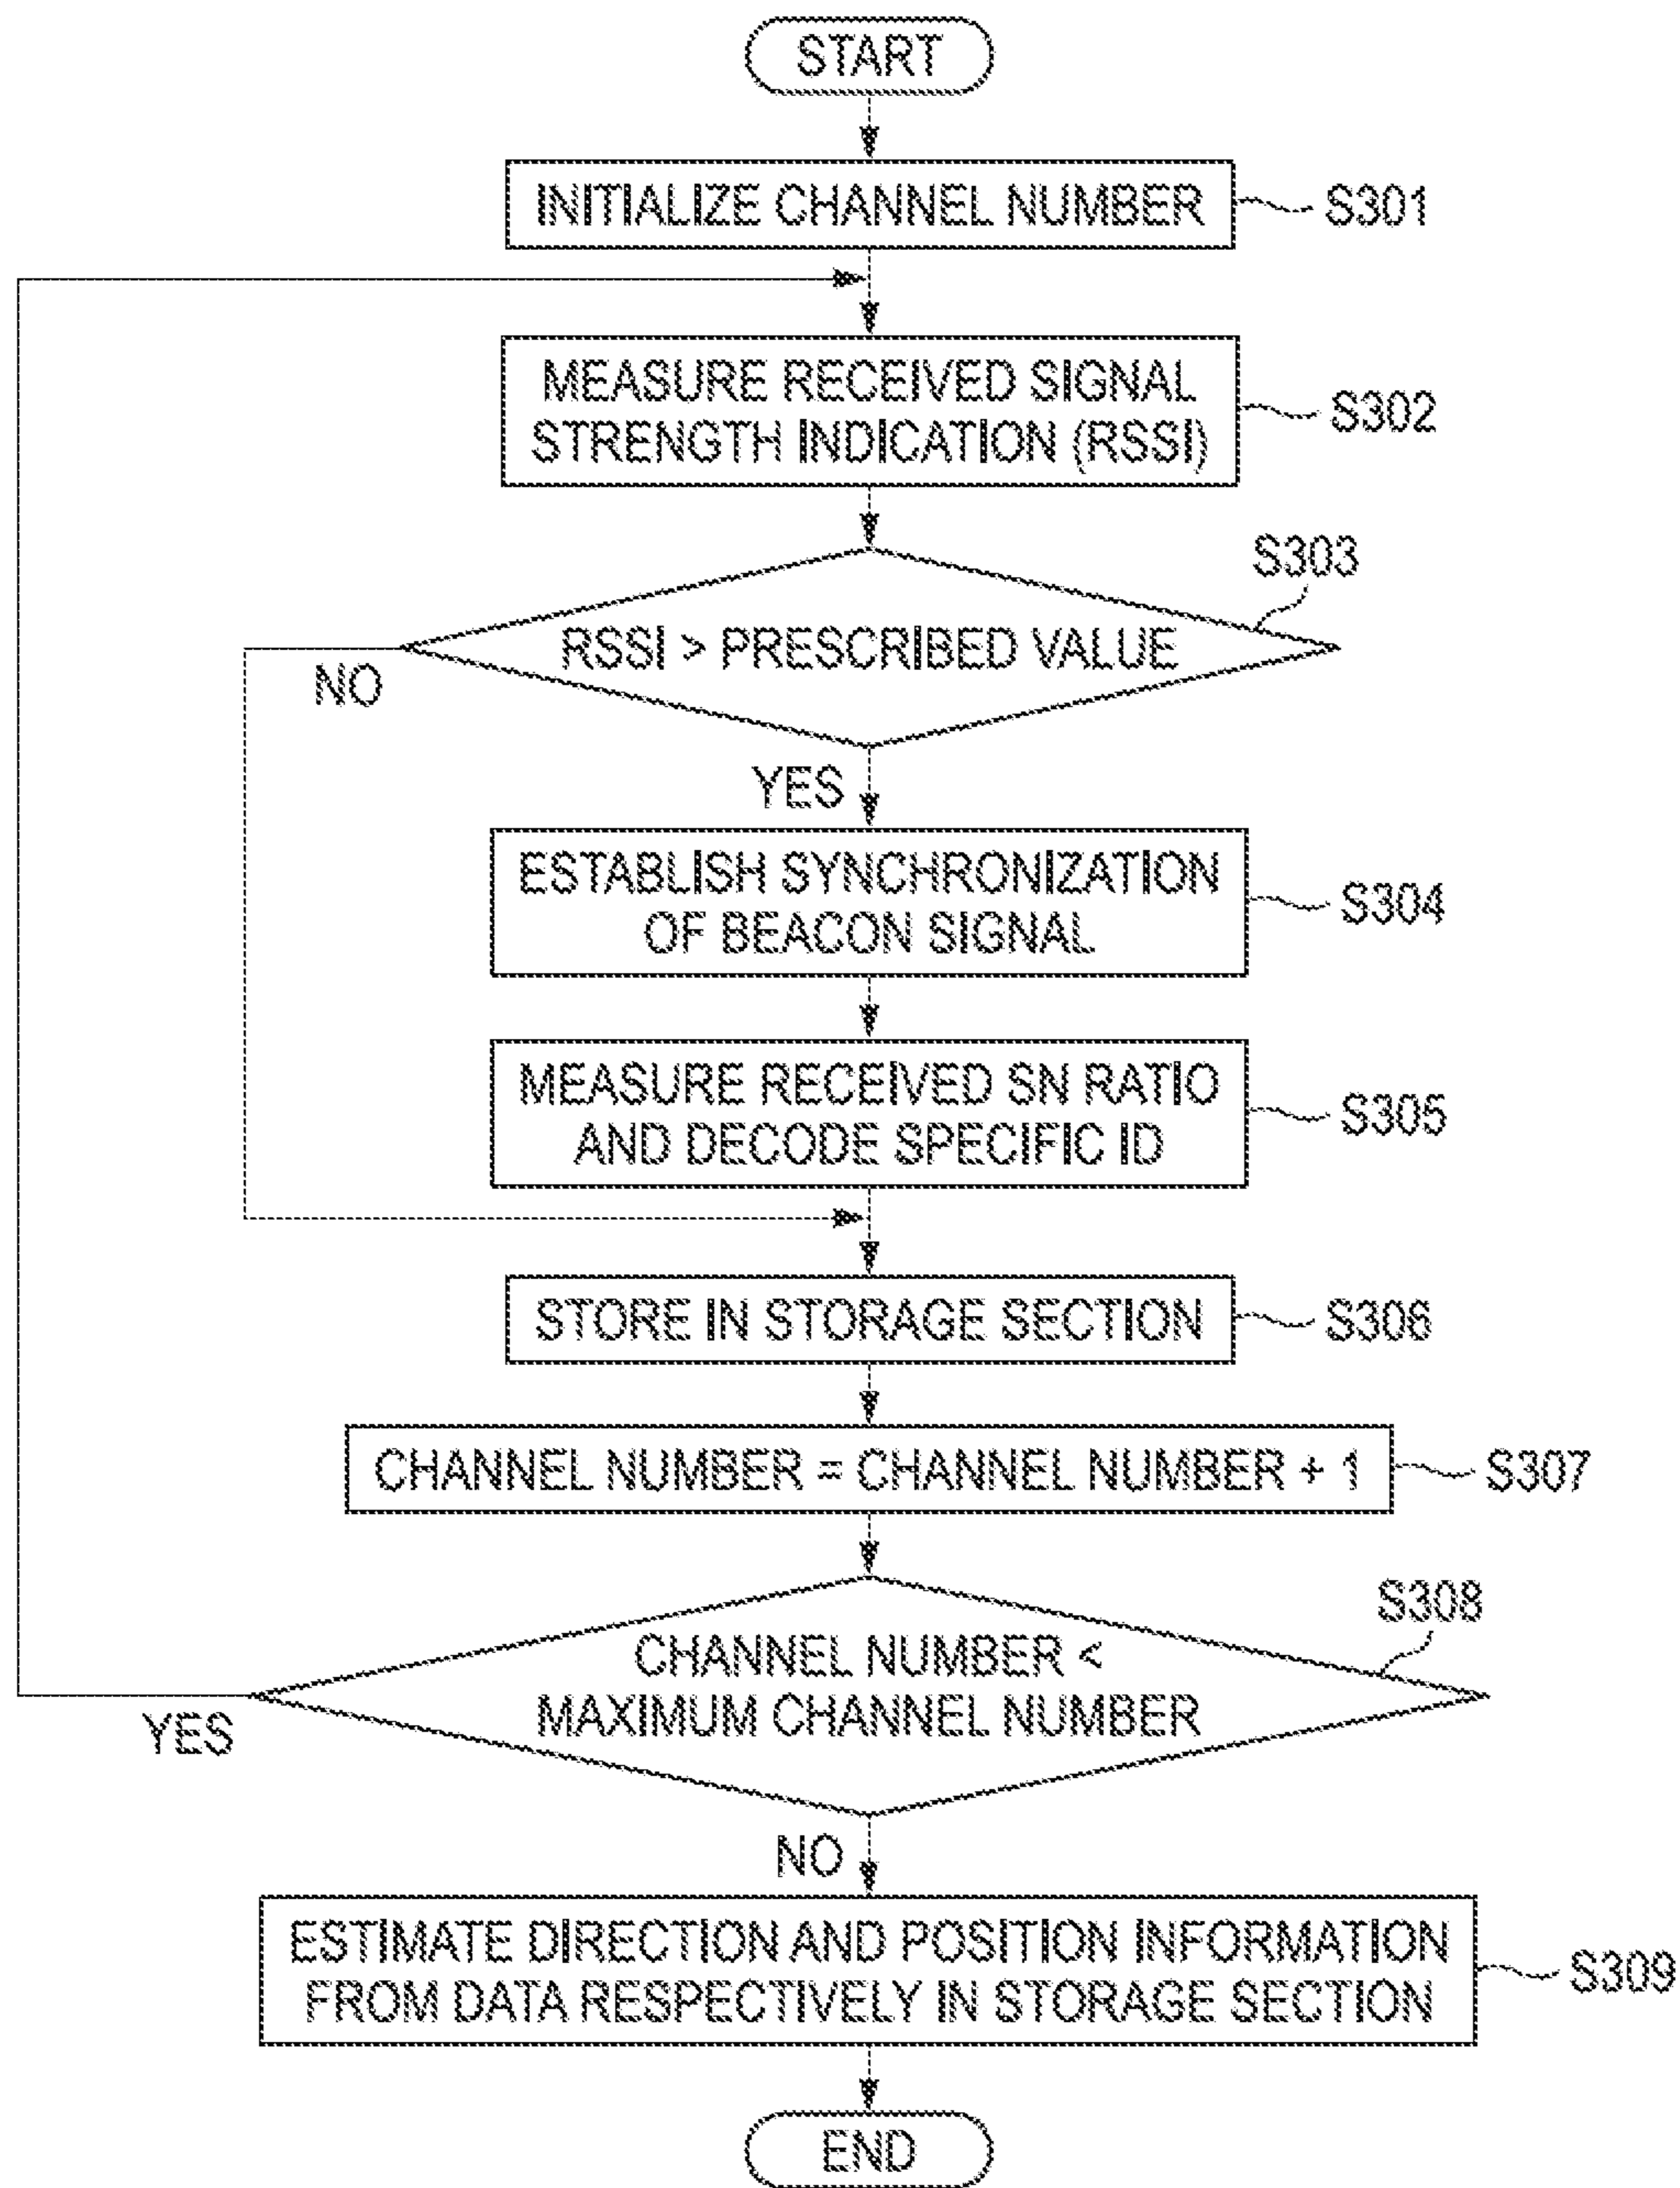 START
INITIALIZE CHANNEL NUMBER
S301
MEASURE RECEIVED SIGNAL
STRENGTH INDICATION (RSSI)
S302
S303
RSSI > PRESCRIBED VALUE
NO
YES
ESTABLISH SYNCHRONIZATION
OF BEACON SIGNAL
S304
MEASURE RECEIVED SN RATIO
AND DECODE SPECIFIC ID
S305
STORE IN STORAGE SECTION
S306
CHANNEL NUMBER = CHANNEL NUMBER + 1
S307
S308
CHANNEL NUMBER <
MAXIMUM CHANNEL NUMBER
YES
NO
ESTIMATE DIRECTION AND POSITION INFORMATION
FROM DATA RESPECTIVELY IN STORAGE SECTION
S309
END